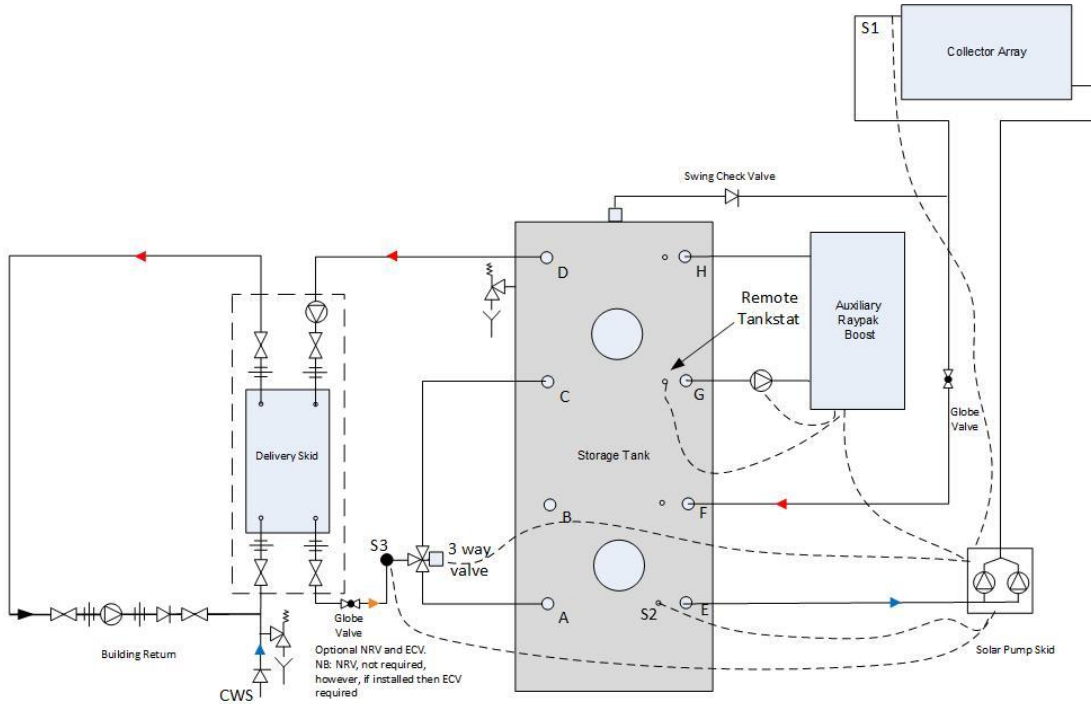 S1
Collector Array
Swing Check Valve
D
H
Remote
Tankstat
Auxiliary
Raypak
Boost
C
G
Globe
Valve
Delivery Skid
Storage Tank
B
F
S3
3 way
valve
A
S2
E
Globe
Valve
Building Return
Optional NRV and ECV.
NB: NRV, not required,
however, if installed then ECV
required
Solar Pump Skid
CWS